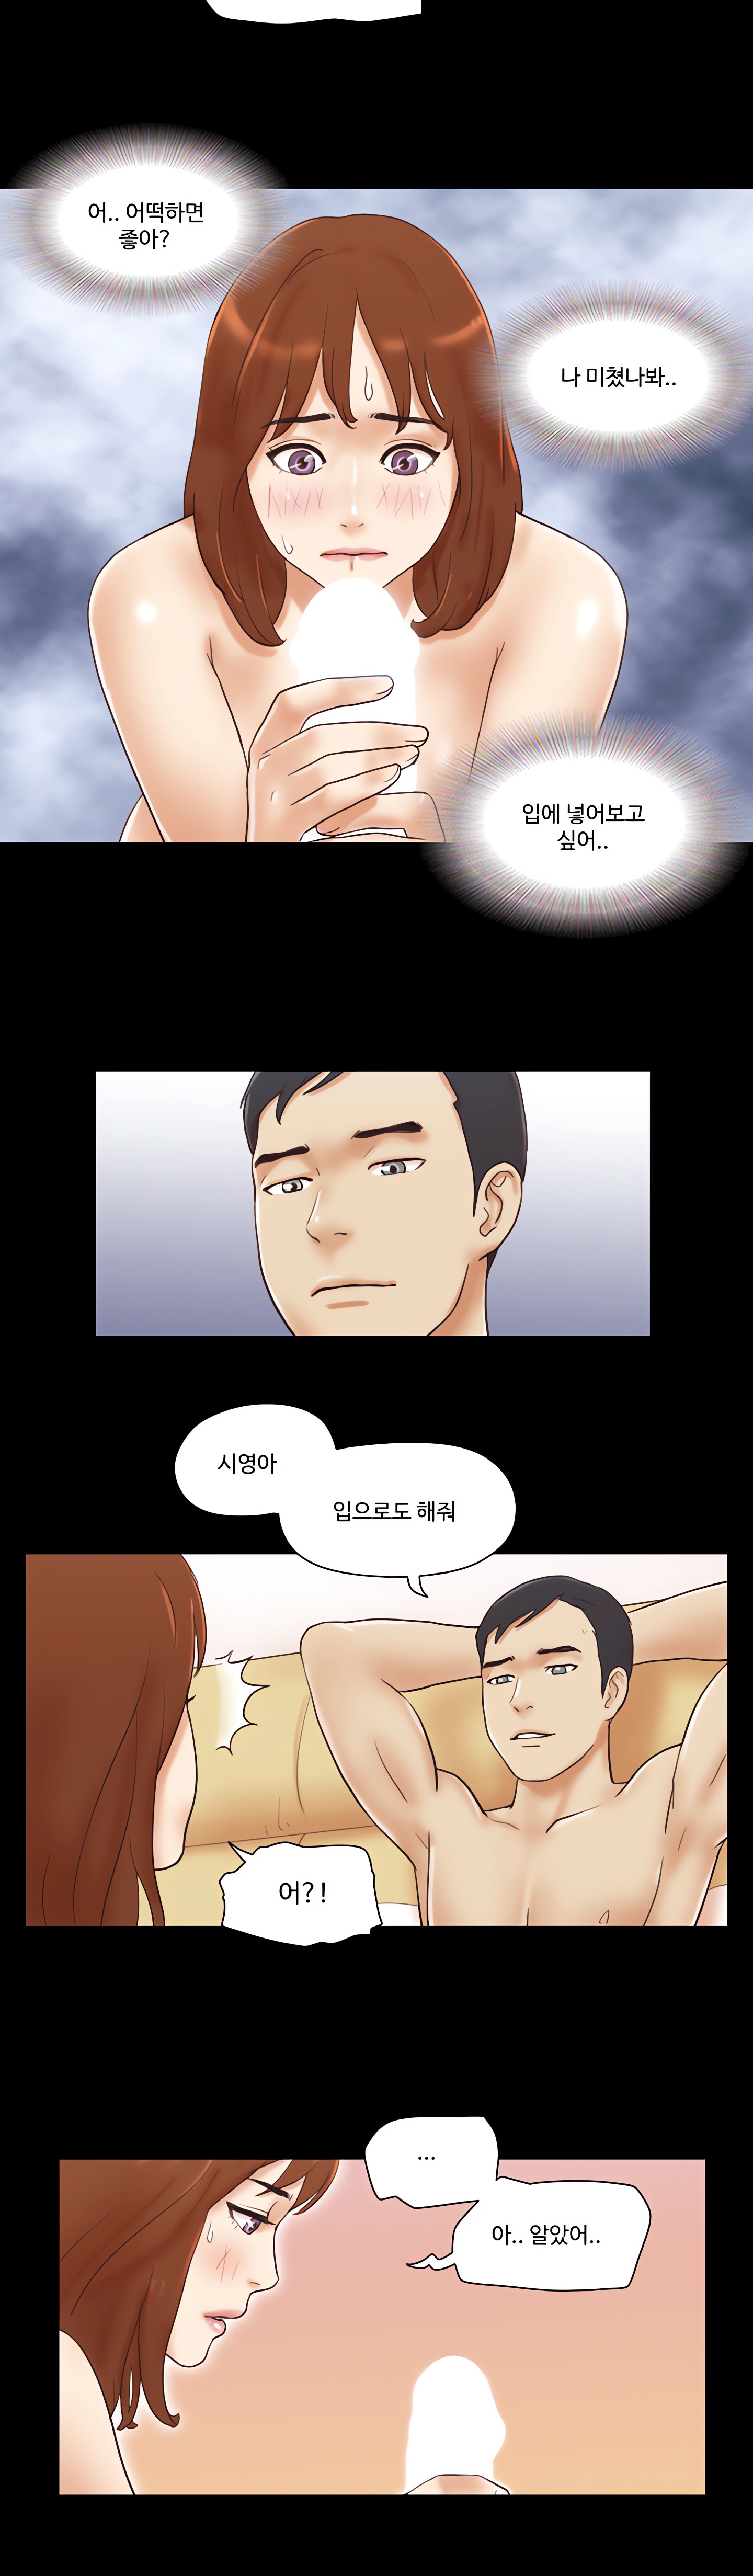 어.. 어떡하면
좋아?
나 미쳤나봐..
입에 넣어보고
싶어..
시영아
입으로도 해줘
어?!
...
아.. 알았어..